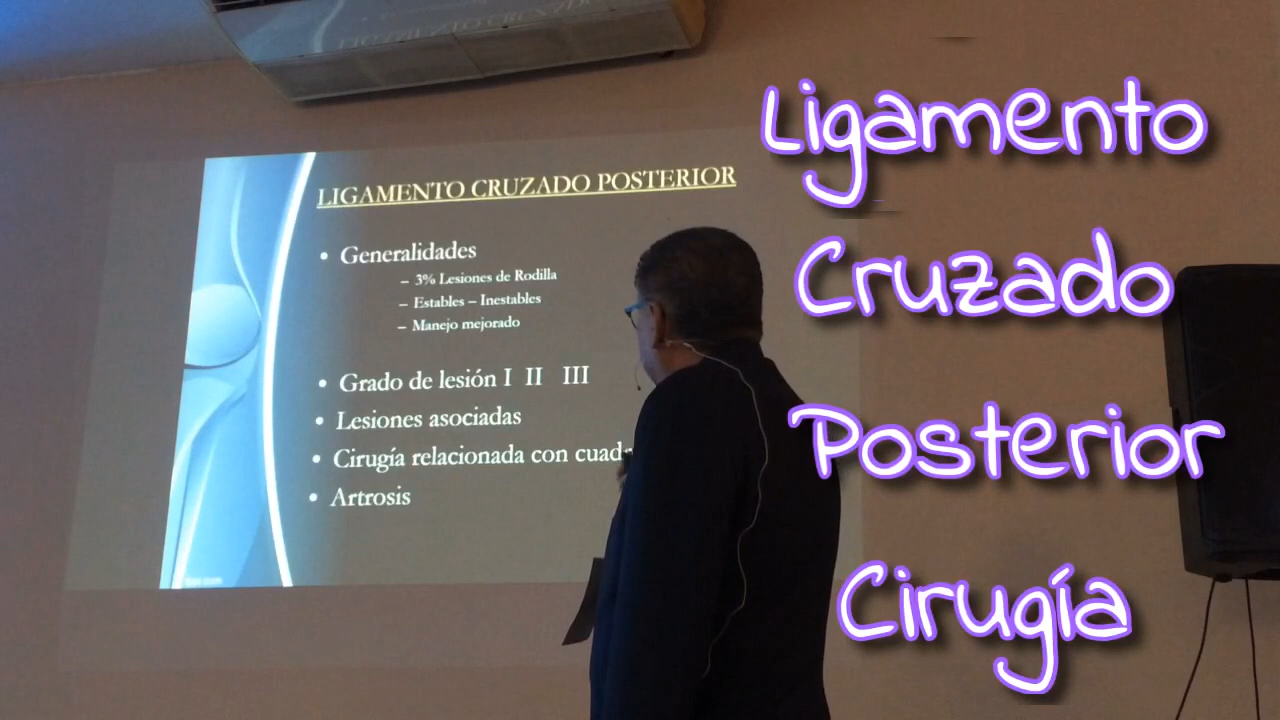 LIGAMENTO CRUZADO POSTERIOR
• Generalidades
– 3% Lesiones de Rodilla
– Estables – Inestables
– Manejo mejorado
• Grado de lesión I II III
• Lesiones asociadas
• Cirugía relacionada con
• Artrosis
Ligamento
Cruzado
Posterior
Cirugía